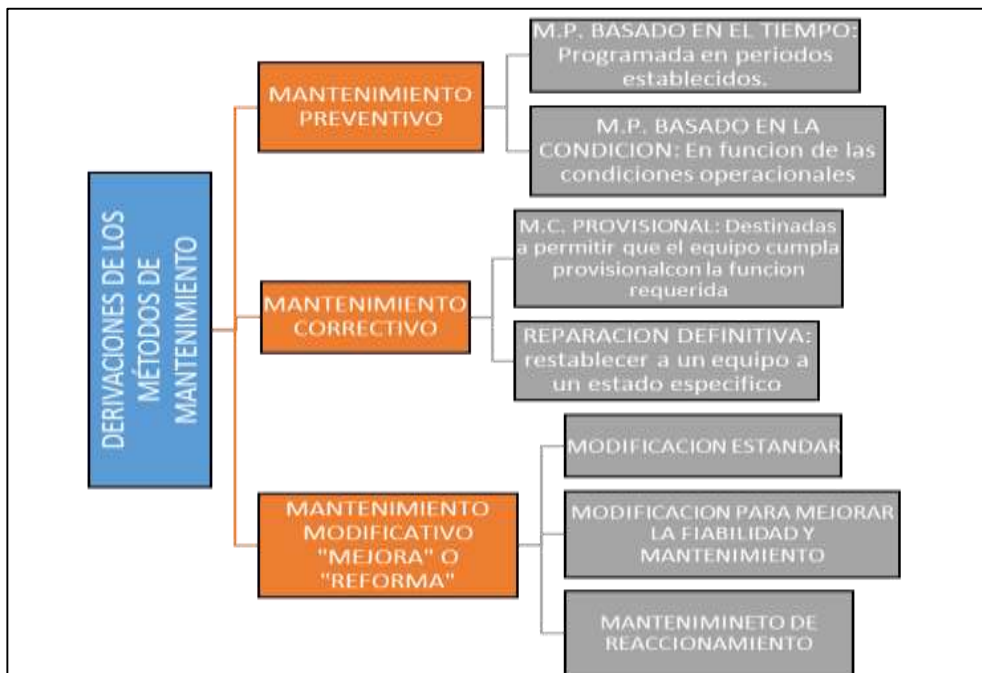 DERIVACIONES DE LOS
MÉTODOS DE
MANTENIMIENTO
MANTENIMIENTO
PREVENTIVO
M.P. BASADO EN EL TIEMPO:
Programada en periodos
establecidos.
M.P. BASADO EN LA
CONDICION: En funcion de las
condiciones operacionales
MANTENIMIENTO
CORRECTIVO
M.C. PROVISIONAL: Destinadas
a permitir que el equipo cumpla
provisionalcon la funcion
requerida
REPARACION DEFINITIVA:
restablecer a un equipo a
un estado especifico
MANTENIMIENTO
MODIFICATIVO
"MEJORA" O
"REFORMA"
MODIFICACION ESTANDAR
MODIFICACION PARA MEJORAR
LA FIABILIDAD Y
MANTENIMIENTO
MANTENIMINETO DE
REACCIONAMIENTO